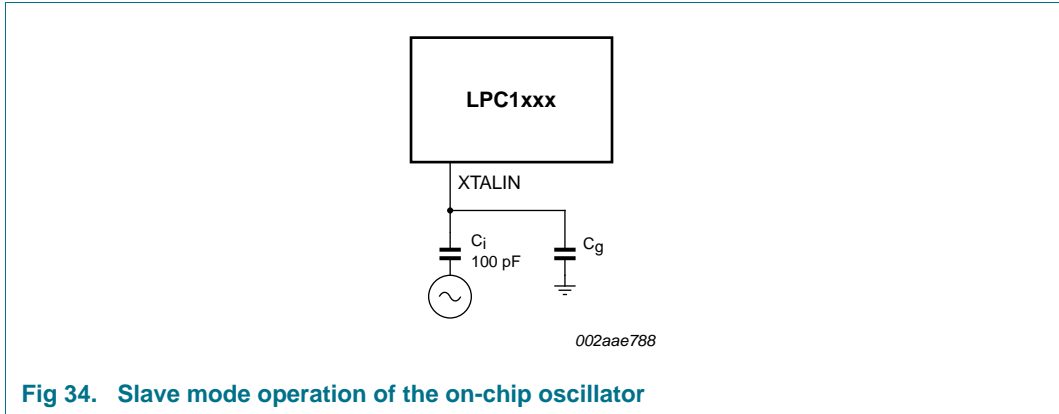 LPC1xxx
XTALIN
Ci
100 pF
Cg
002aae788
Fig 34. Slave mode operation of the on-chip oscillator